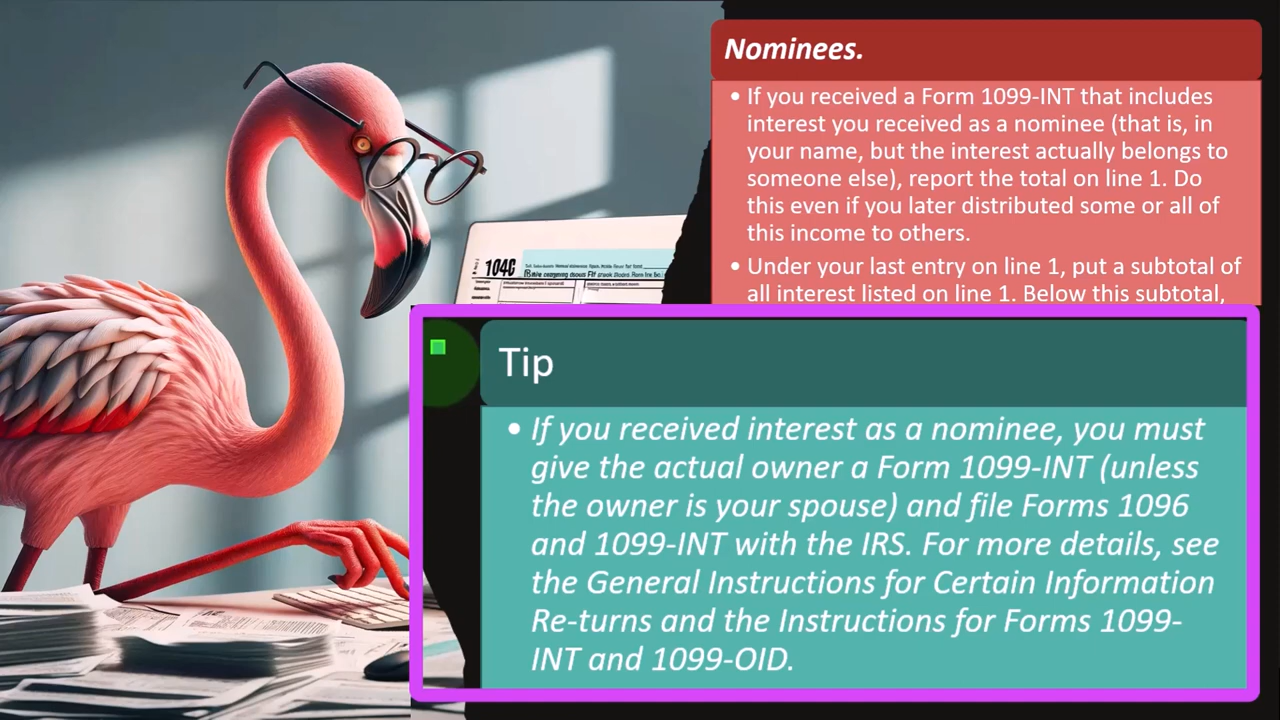 Nominees.
• If you received a Form 1099-INT that includes
interest you received as a nominee (that is, in
your name, but the interest actually belongs to
someone else), report the total on line 1. Do
this even if you later distributed some or all of
this income to others.
• Under your last entry on line 1, put a subtotal of
all interest listed on line 1. Below this subtotal,
Tip
• If you received interest as a nominee, you must
give the actual owner a Form 1099-INT (unless
the owner is your spouse) and file Forms 1096
and 1099-INT with the IRS. For more details, see
the General Instructions for Certain Information
Re-turns and the Instructions for Forms 1099-
INT and 1099-OID.